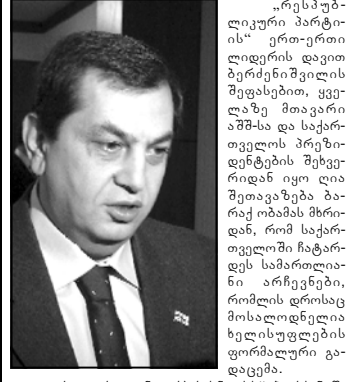 „რესპუბ-
ლიკური პარტი-
ის“ ერთ-ერთი
ლიდერის დავით
ბერძენიშვილის
შეფასებით, ყვე-
ლაზე მთავარი
აშშ-სა და საქარ-
თველოს პრეზი-
დენტების შეხვე-
რიდან იყო ღია
შეთავაზება ბა-
რაქ ობამას მხრი-
დან, რომ საქარ-
თველოში ჩატარ-
დეს სამართლია-
ნი არჩევნები,
რომლის დროსაც
მოსალოდნელია
ხელისუფლების
ფორმალური გა-
დაცემა.